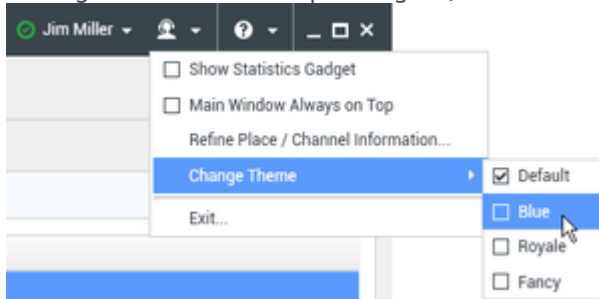 Jim Miller
Show Statistics Gadget
Main Window Always on Top
Refine Place / Channel Information...
Change Theme
Default
Exit...
Blue
Royale
Fancy